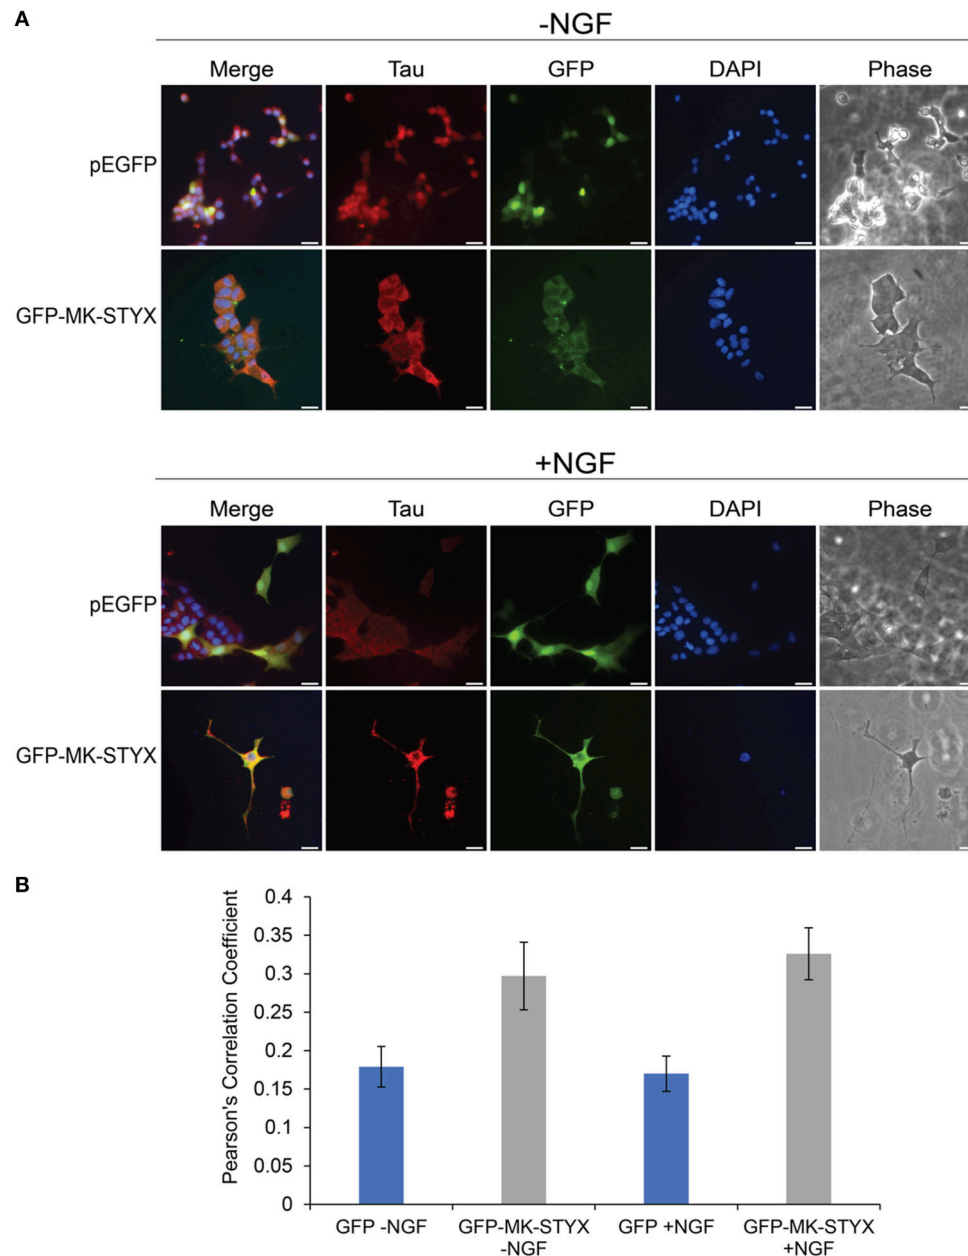 A
-NGF
Merge Tau GFP DAPI Phase
pEGFP
GFP-MK-STYX
+NGF
Merge Tau GFP DAPI Phase
pEGFP
GFP-MK-STYX
B
Pearson's Correlation Coefficient
0.4
0.35
0.3
0.25
0.2
0.15
0.1
0.05
0
GFP -NGF GFP-MK-STYX GFP +NGF GFP-MK-STYX
-NGF +NGF